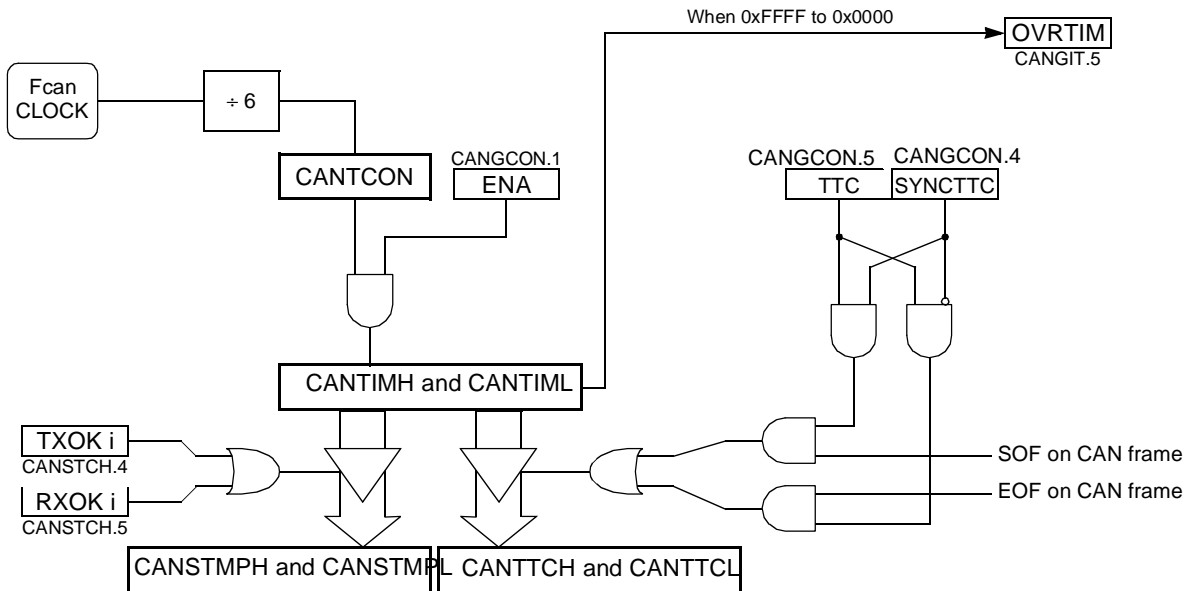 When 0xFFFF to 0x0000
OVRTIM
CANGIT.5
Fcan
CLOCK
÷ 6
CANTCON
CANGCON.1
ENA
CANGCON.5 CANGCON.4
TTC SYNCTTC
CANTIMH and CANTIML
TXOK i
CANSTCH.4
RXOK i
CANSTCH.5
SOF on CAN frame
EOF on CAN frame
CANSTMPH and CANSTMPL
CANTTCH and CANTTCL